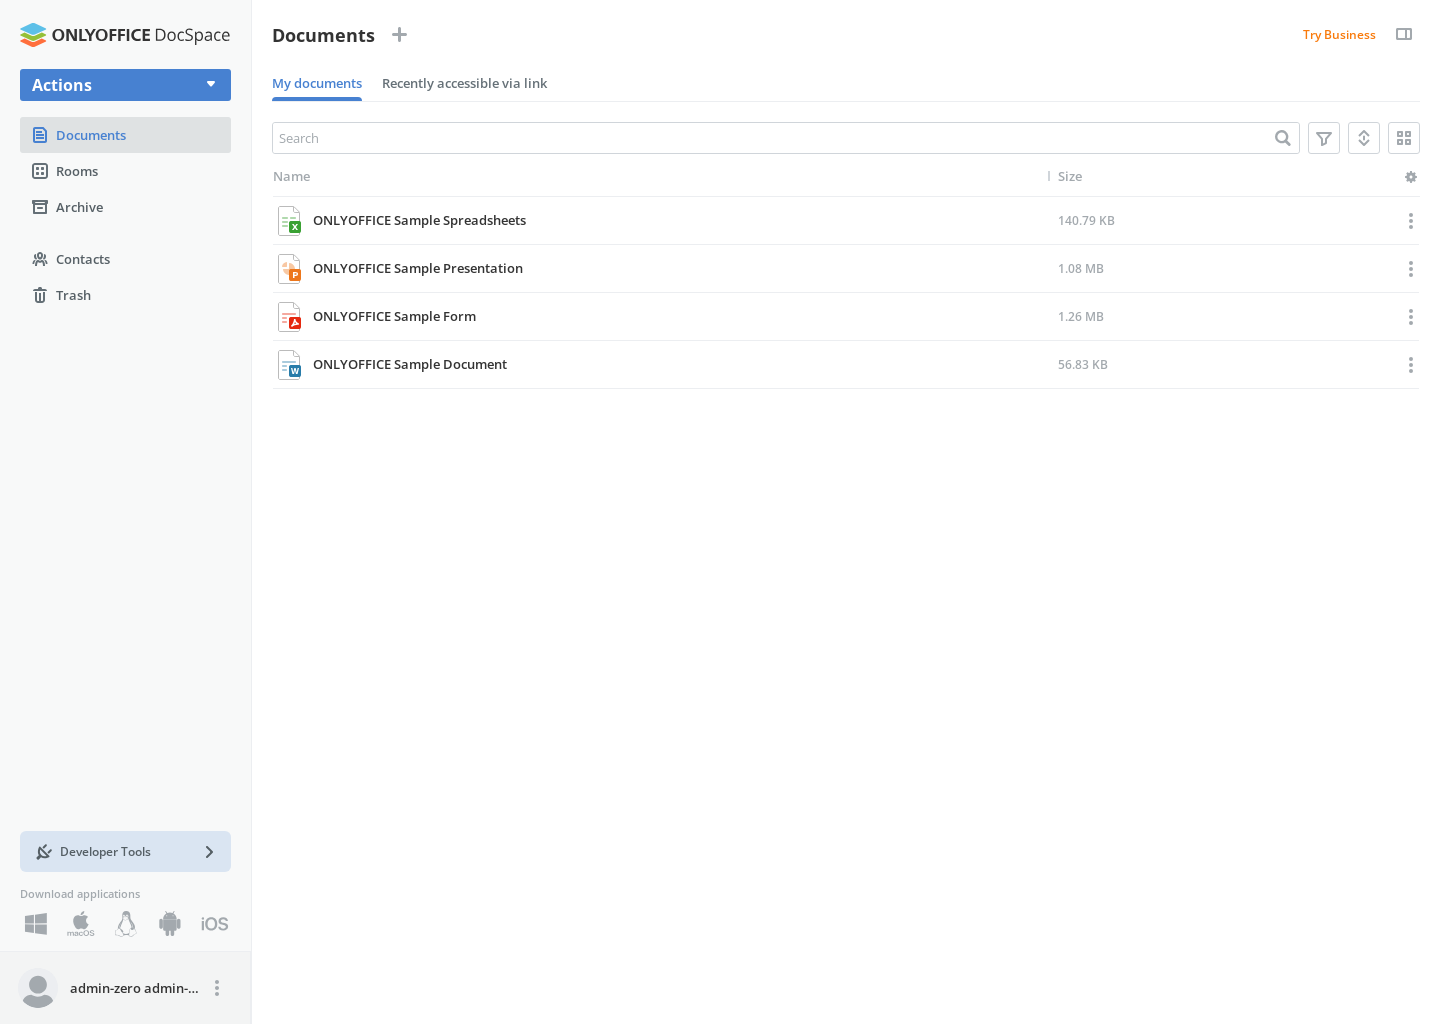 ONLYOFFICE DocSpace
Actions
Documents
Rooms
Archive
Contacts
Trash
Developer Tools
Download applications
macOS
iOS
admin-zero admin-...
Documents
Try Business
My documents
Recently accessible via link
Search
Name
Size
X
ONLYOFFICE Sample Spreadsheets
140.79 KB
P
ONLYOFFICE Sample Presentation
1.08 MB
ONLYOFFICE Sample Form
1.26 MB
W
ONLYOFFICE Sample Document
56.83 KB